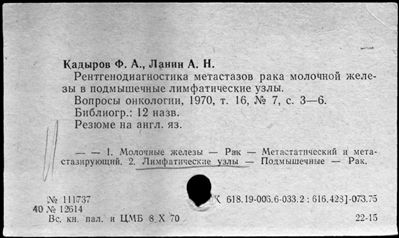 Кадыров Ф. А., Ланин А. Н.
Рентгенодиагностика метастазов рака молочной желе-
зы в подмышечные лимфатические узлы.
Вопросы онкологии, 1970, т. 16, № 7, с. 3—6.
Библиогр.: 12 назв.
Резюме на англ. яз.
— — 1. Молочные железы — Рак — Метастатический и мета-
стазирующий. 2. Лимфатические узлы — Подмышечные — Рак.
№ 111737
40 № 12614
Вс. кн. пал. и ЦМБ 8 X 70
618.19-006.6-033.2 : 616.428]-073.75
22-15